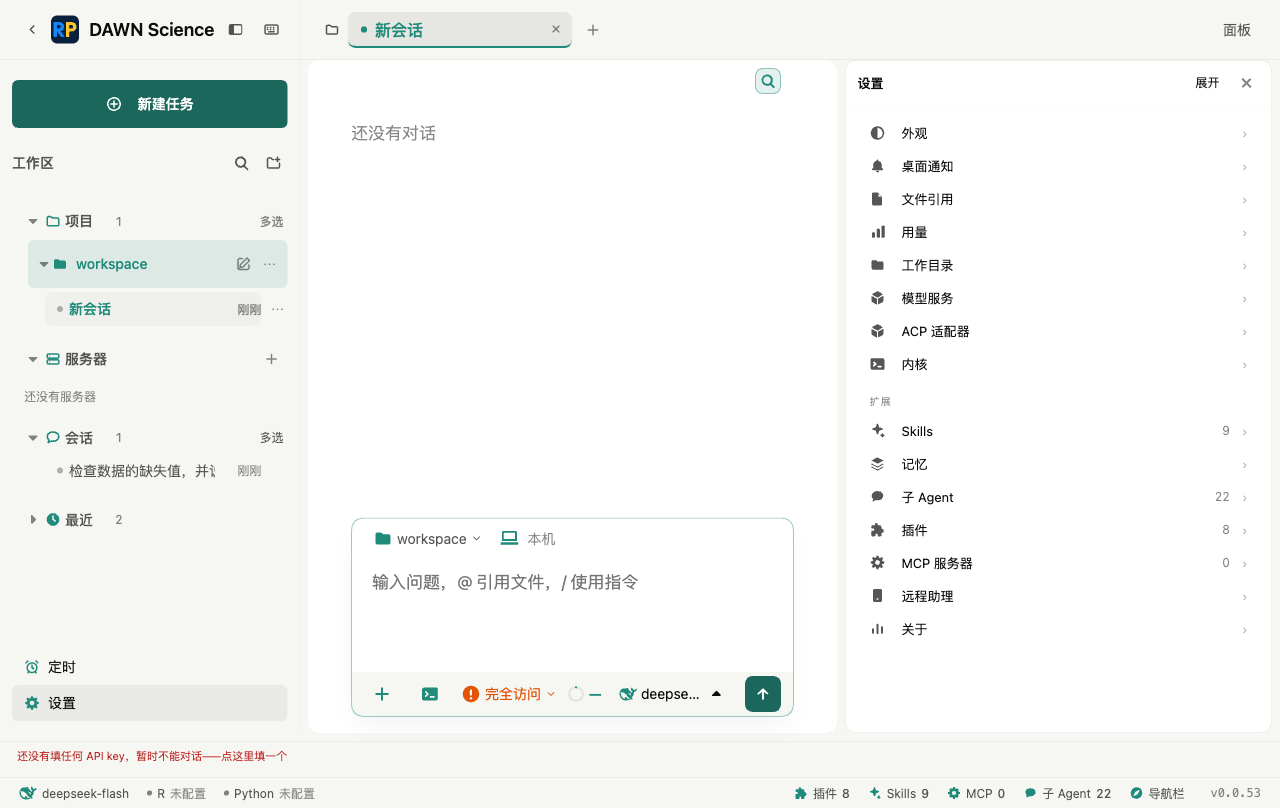 RP DAWN Science
新会话
面板
新建任务
工作区
项目 1 多选
workspace
新会话 刚刚
服务器
还没有服务器
会话 1 多选
检查数据的缺失值，并 刚刚
最近 2
定时
设置
还没有对话
workspace 本机
输入问题，@ 引用文件，/ 使用指令
完全访问 deepse...
设置 展开
外观
桌面通知
文件引用
用量
工作目录
模型服务
ACP 适配器
内核
扩展
Skills 9
记忆
子 Agent 22
插件 8
MCP 服务器 0
远程助理
关于
还没有填任何 API key，暂时不能对话——点这里填一个
deepseek-flash R 未配置 Python 未配置 插件 8 Skills 9 MCP 0 子 Agent 22 导航栏 v0.0.53